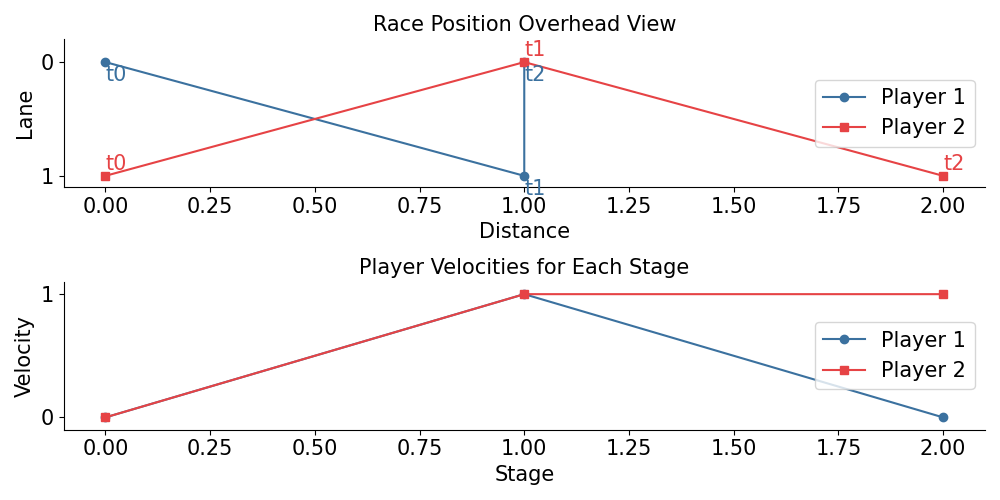 Race Position Overhead View
Lane
0
1
t0
t0
t1
t2
t1
t2
Player 1
Player 2
0.00 0.25 0.50 0.75 1.00 1.25 1.50 1.75 2.00
Distance
Player Velocities for Each Stage
Velocity
1
0
Player 1
Player 2
0.00 0.25 0.50 0.75 1.00 1.25 1.50 1.75 2.00
Stage